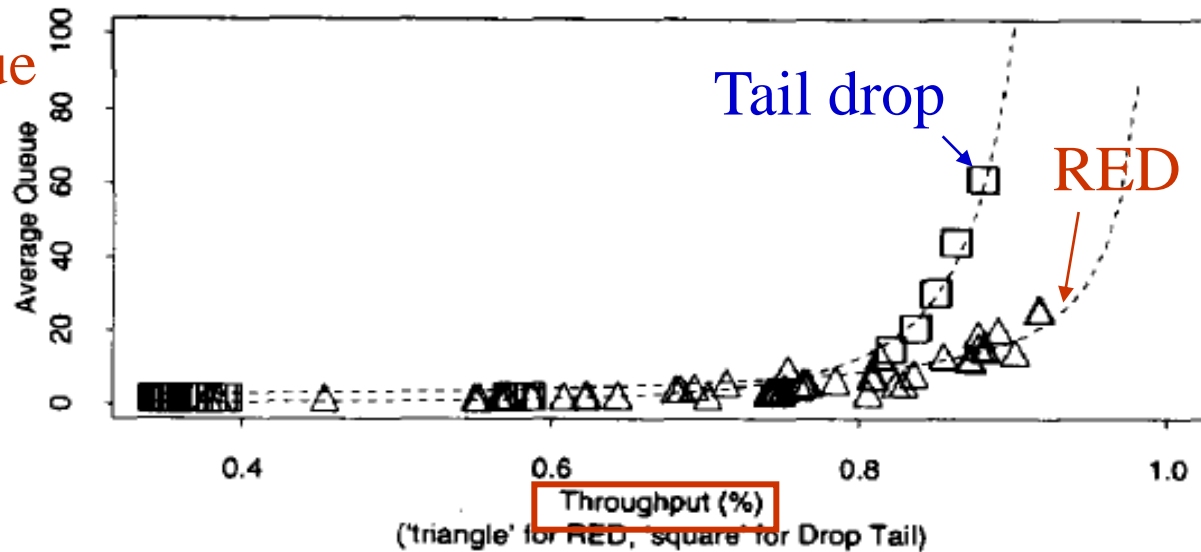 100
80
60
40
20
0
Average Queue
Tail drop
RED
0.4
0.6
0.8
1.0
Throughput (%)
('triangle' for RED, 'square' for Drop Tail)